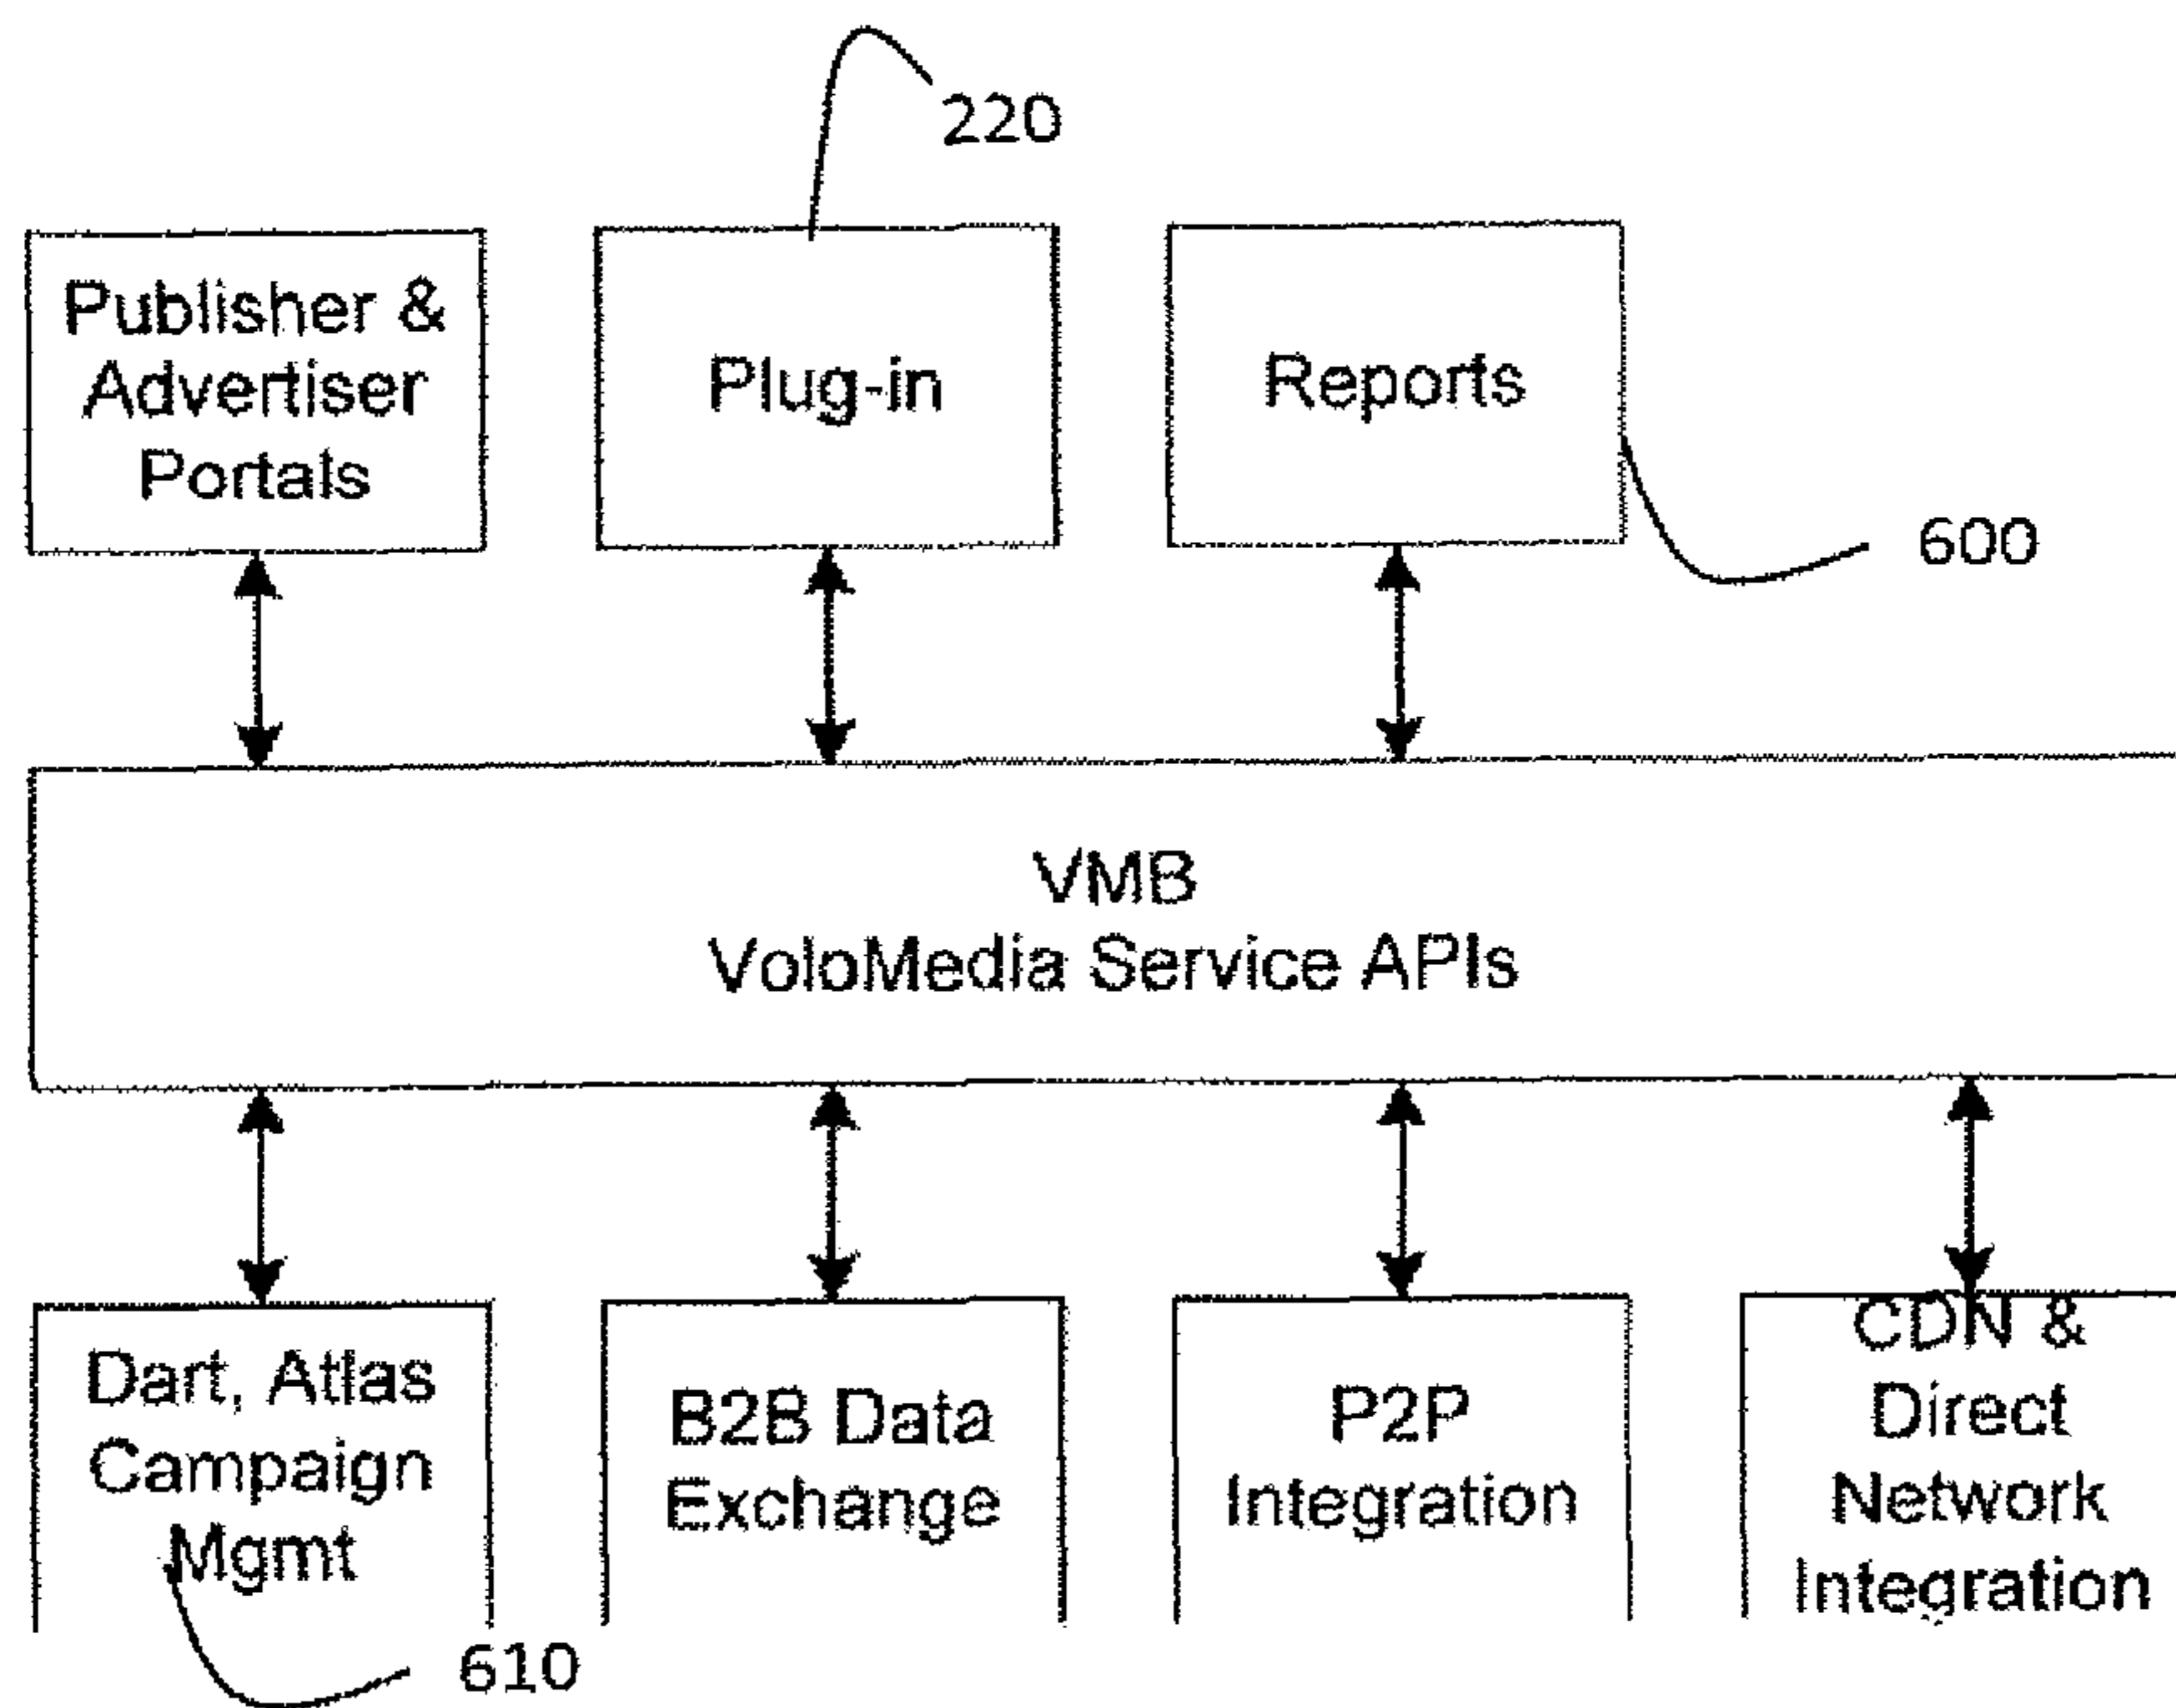 220
Publisher &
Advertiser
Portals
Plug-in
Reports
600
VMB
VoloMedia Service APIs
Dart, Atlas
Campaign
Mgmt
B2B Data
Exchange
P2P
Integration
CDN &
Direct
Network
Integration
610